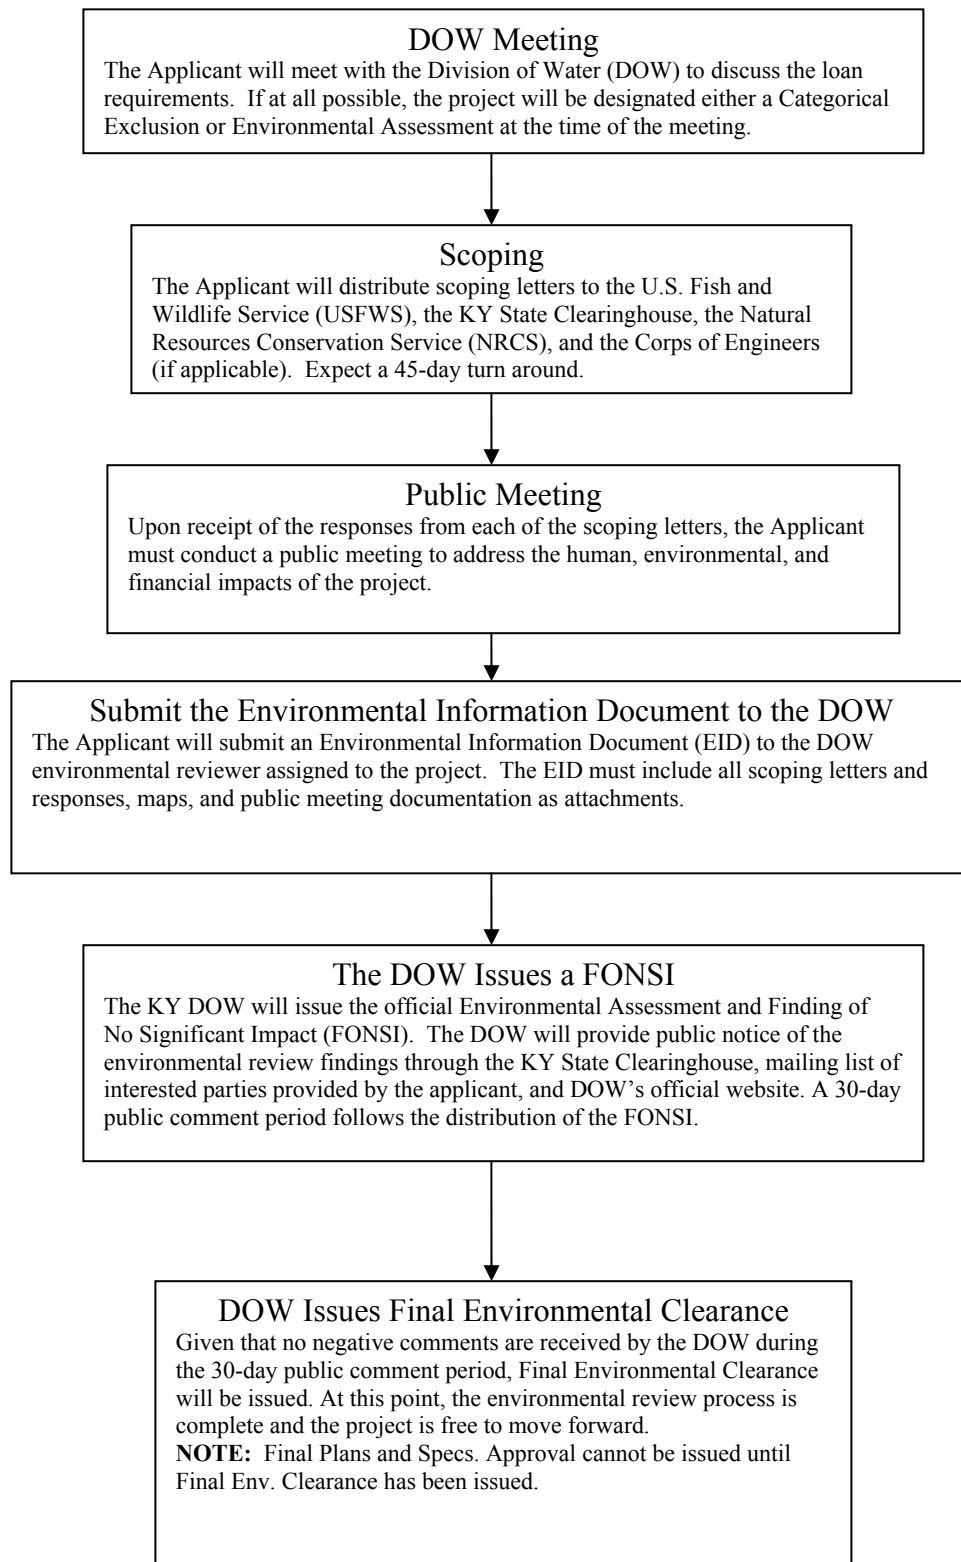 DOW Meeting
The Applicant will meet with the Division of Water (DOW) to discuss the loan
requirements.  If at all possible, the project will be designated either a Categorical
Exclusion or Environmental Assessment at the time of the meeting.
Scoping
The Applicant will distribute scoping letters to the U.S. Fish and
Wildlife Service (USFWS), the KY State Clearinghouse, the Natural
Resources Conservation Service (NRCS), and the Corps of Engineers
(if applicable).  Expect a 45-day turn around.
Public Meeting
Upon receipt of the responses from each of the scoping letters, the Applicant
must conduct a public meeting to address the human, environmental, and
financial impacts of the project.
Submit the Environmental Information Document to the DOW
The Applicant will submit an Environmental Information Document (EID) to the DOW
environmental reviewer assigned to the project.  The EID must include all scoping letters and
responses, maps, and public meeting documentation as attachments.
The DOW Issues a FONSI
The KY DOW will issue the official Environmental Assessment and Finding of
No Significant Impact (FONSI).  The DOW will provide public notice of the
environmental review findings through the KY State Clearinghouse, mailing list of
interested parties provided by the applicant, and DOW’s official website. A 30-day
public comment period follows the distribution of the FONSI.
DOW Issues Final Environmental Clearance
Given that no negative comments are received by the DOW during
the 30-day public comment period, Final Environmental Clearance
will be issued. At this point, the environmental review process is
complete and the project is free to move forward.
NOTE:  Final Plans and Specs. Approval cannot be issued until
Final Env. Clearance has been issued.